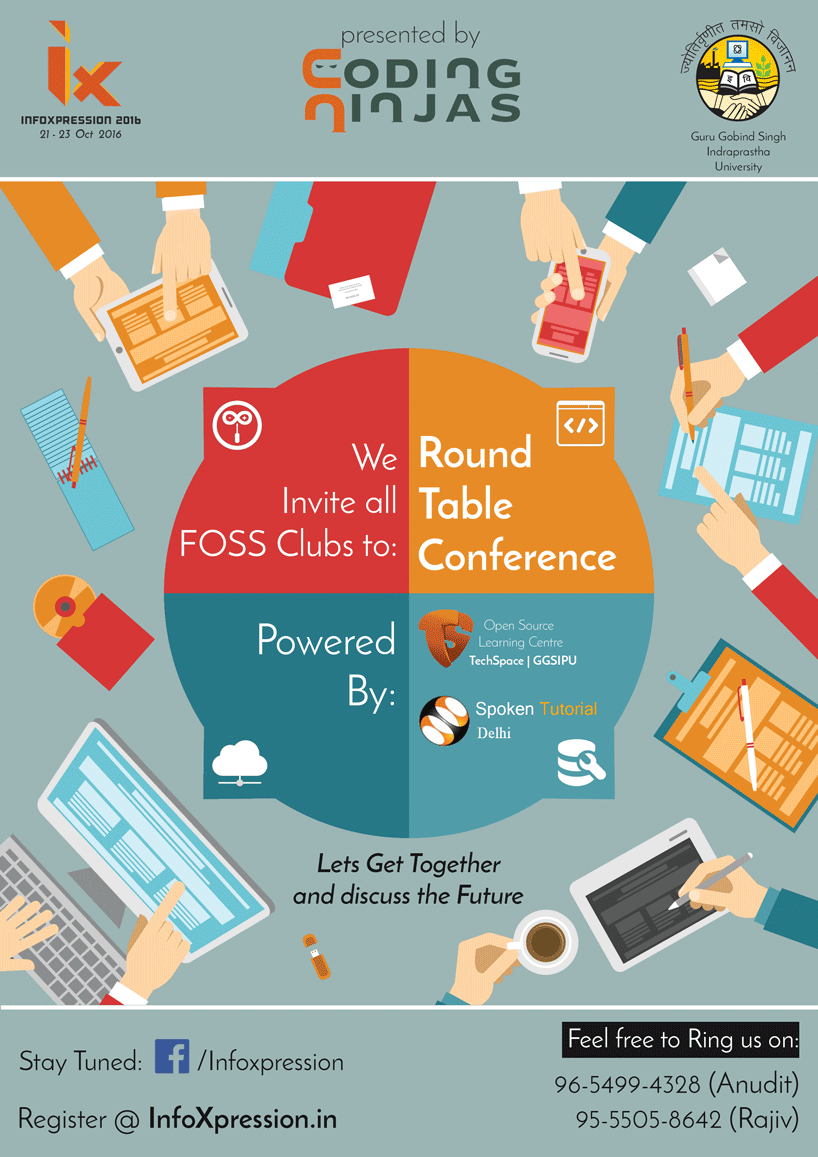 INFOXPRESSION 2016
21 - 23 Oct 2016
presented by
CODING
NINJAS
ज्योतिर्वृणीत तमसो विजानन
इ वि
Guru Gobind Singh
Indraprastha
University
We
Invite all
FOSS Clubs to:
Round
Table
Conference
Powered
By:
Open Source
Learning Centre
TechSpace | GGSIPU
Spoken Tutorial
Delhi
Lets Get Together
and discuss the Future
Stay Tuned: f /Infoxpression
Register @ InfoXpression.in
Feel free to Ring us on:
96-5499-4328 (Anudit)
95-5505-8642 (Rajiv)